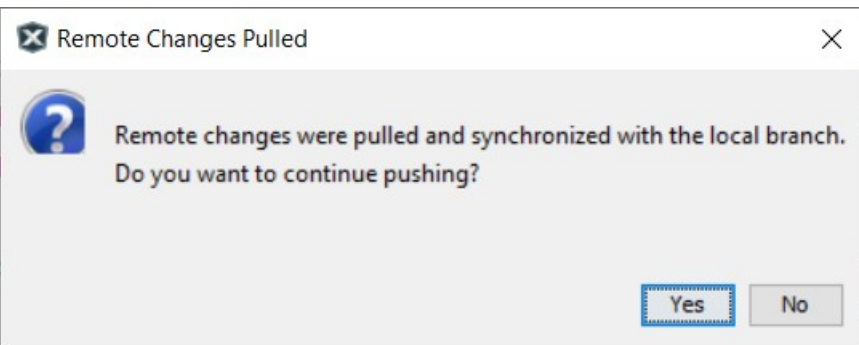 Remote Changes Pulled
Remote changes were pulled and synchronized with the local branch.
Do you want to continue pushing?
Yes
No